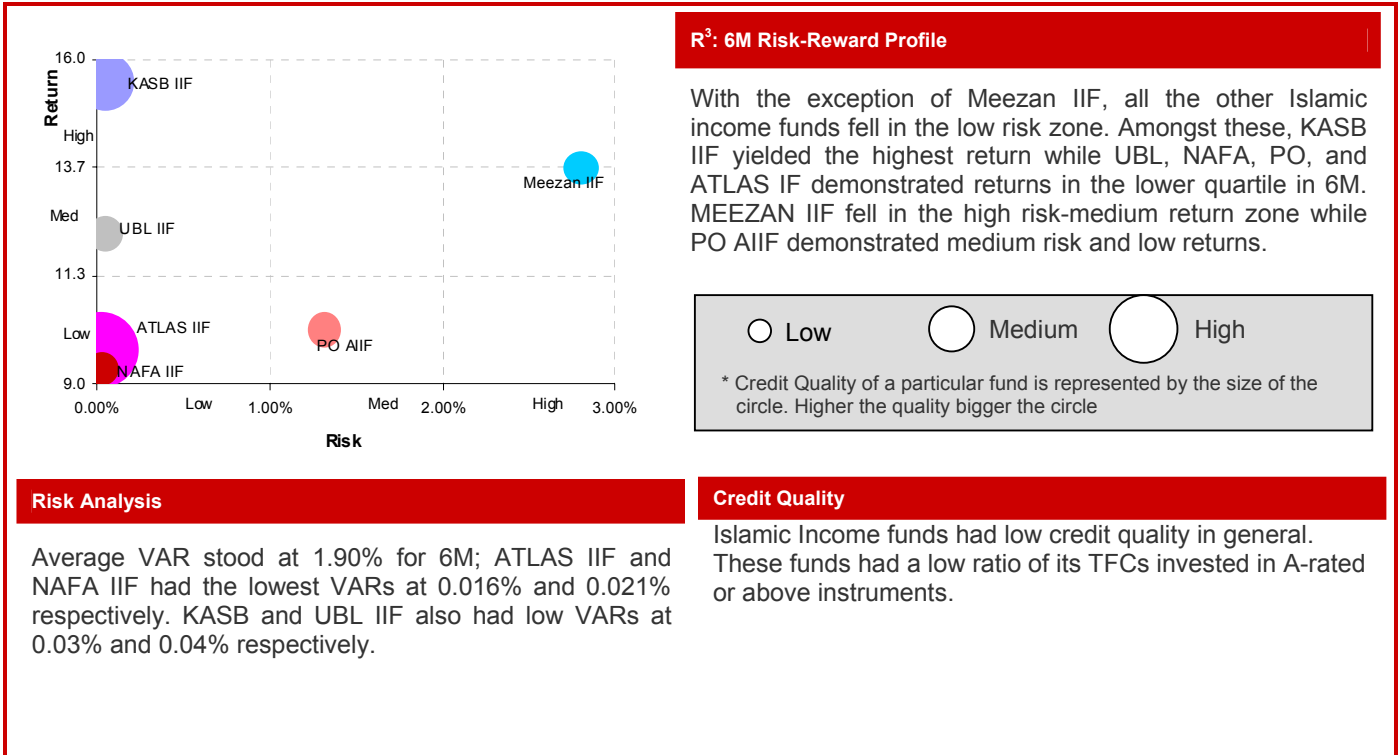 16.0
Return
KASB IIF
High
13.7
Meezan IIF
Med
UBL IIF
11.3
ATLAS IIF
Low
PO AIIF
NAFA IIF
9.0
0.00% Low 1.00% Med 2.00% High 3.00%
Risk
R³: 6M Risk-Reward Profile
With the exception of Meezan IIF, all the other Islamic
income funds fell in the low risk zone. Amongst these, KASB
IIF yielded the highest return while UBL, NAFA, PO, and
ATLAS IF demonstrated returns in the lower quartile in 6M.
MEEZAN IIF fell in the high risk-medium return zone while
PO AIIF demonstrated medium risk and low returns.
Low Medium High
* Credit Quality of a particular fund is represented by the size of the
circle. Higher the quality bigger the circle
Risk Analysis
Average VAR stood at 1.90% for 6M; ATLAS IIF and
NAFA IIF had the lowest VARs at 0.016% and 0.021%
respectively. KASB and UBL IIF also had low VARs at
0.03% and 0.04% respectively.
Credit Quality
Islamic Income funds had low credit quality in general.
These funds had a low ratio of its TFCs invested in A-rated
or above instruments.